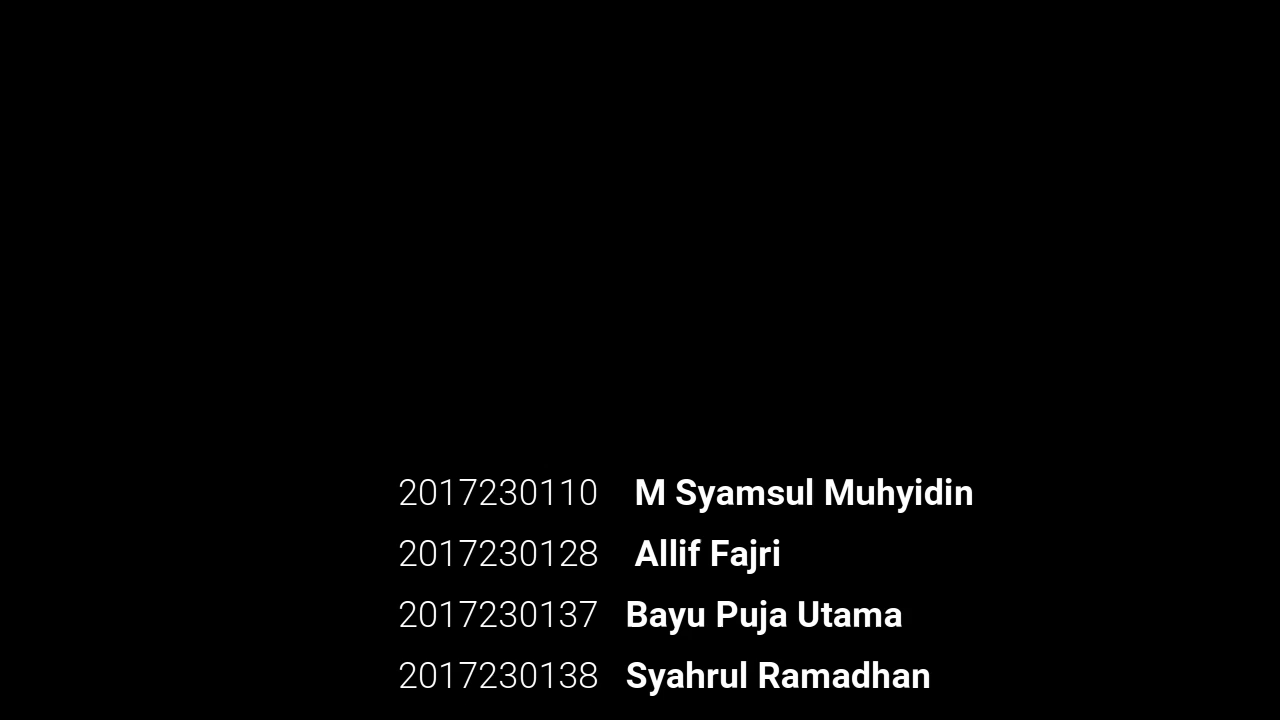 2017230110 M Syamsul Muhyidin
2017230128 Allif Fajri
2017230137 Bayu Puja Utama
2017230138 Syahrul Ramadhan